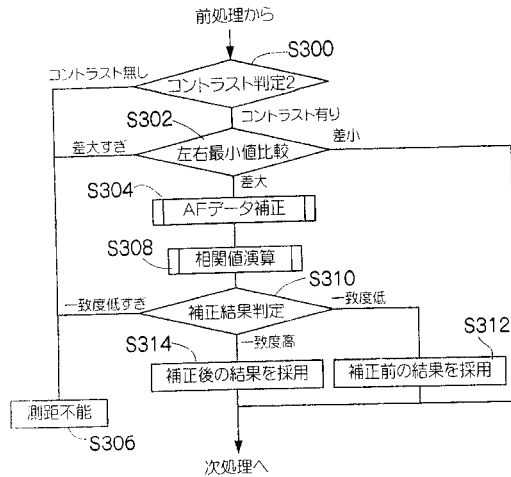 前処理から
S300
コントラスト無し
コントラスト判定2
コントラスト有り
S302
差大すぎ
左右最小値比較
差小
差大
S304
AFデータ補正
S308
相関値演算
S310
一致度低すぎ
補正結果判定
一致度低
一致度高
S314
S312
補正後の結果を採用
補正前の結果を採用
測距不能
S306
次処理へ